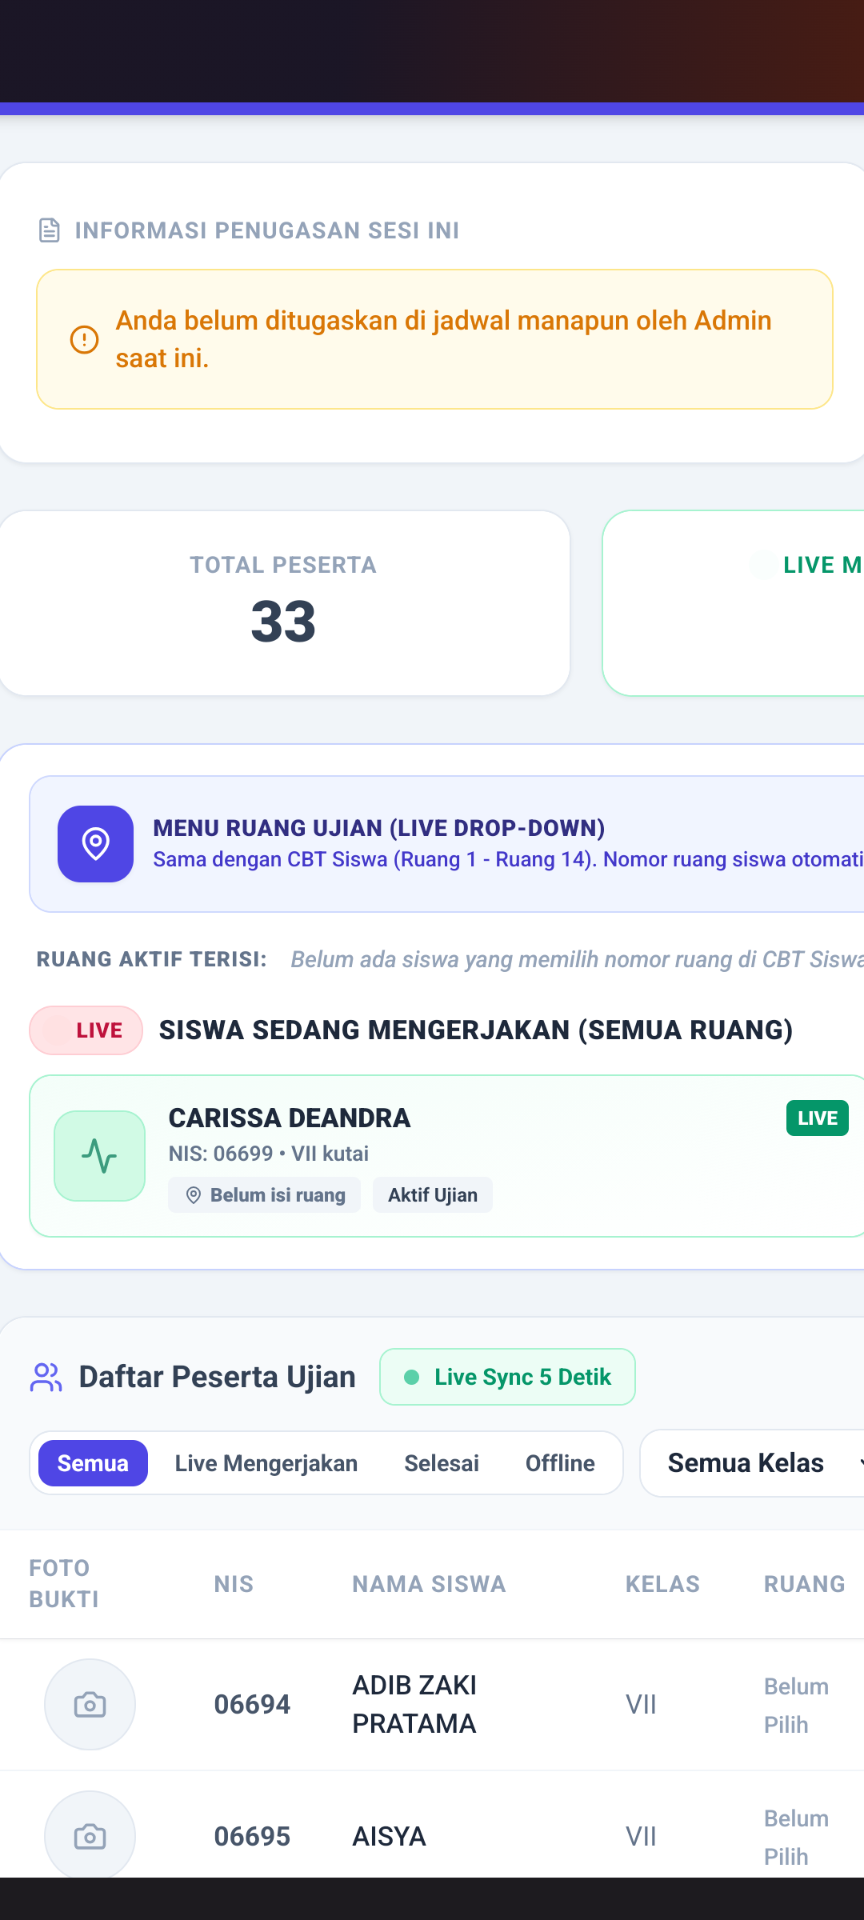 INFORMASI PENUGASAN SESI INI
Anda belum ditugaskan di jadwal manapun oleh Admin
saat ini.
TOTAL PESERTA
33
LIVE M
MENU RUANG UJIAN (LIVE DROP-DOWN)
Sama dengan CBT Siswa (Ruang 1 - Ruang 14). Nomor ruang siswa otomati
RUANG AKTIF TERISI: Belum ada siswa yang memilih nomor ruang di CBT Siswa
LIVE SISWA SEDANG MENGERJAKAN (SEMUA RUANG)
CARISSA DEANDRA
LIVE
NIS: 06699 • VII kutai
Belum isi ruang Aktif Ujian
Daftar Peserta Ujian Live Sync 5 Detik
Semua Live Mengerjakan Selesai Offline Semua Kelas
FOTO
BUKTI NIS NAMA SISWA KELAS RUANG
06694 ADIB ZAKI
PRATAMA VII Belum
Pilih
06695 AISYA VII Belum
Pilih